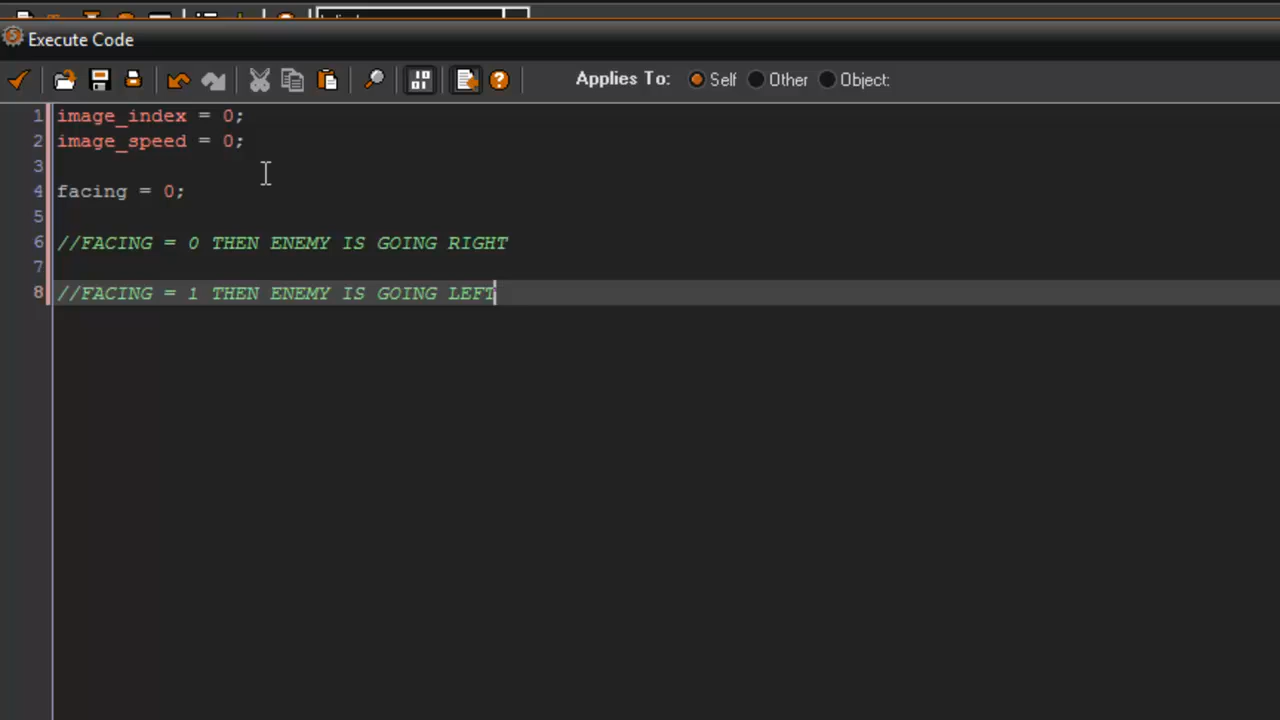 Execute Code
Applies To: Self Other Object:
1 image_index = 0;
2 image_speed = 0;
3
4 facing = 0;
5
6 //FACING = 0 THEN ENEMY IS GOING RIGHT
7
8 //FACING = 1 THEN ENEMY IS GOING LEFT